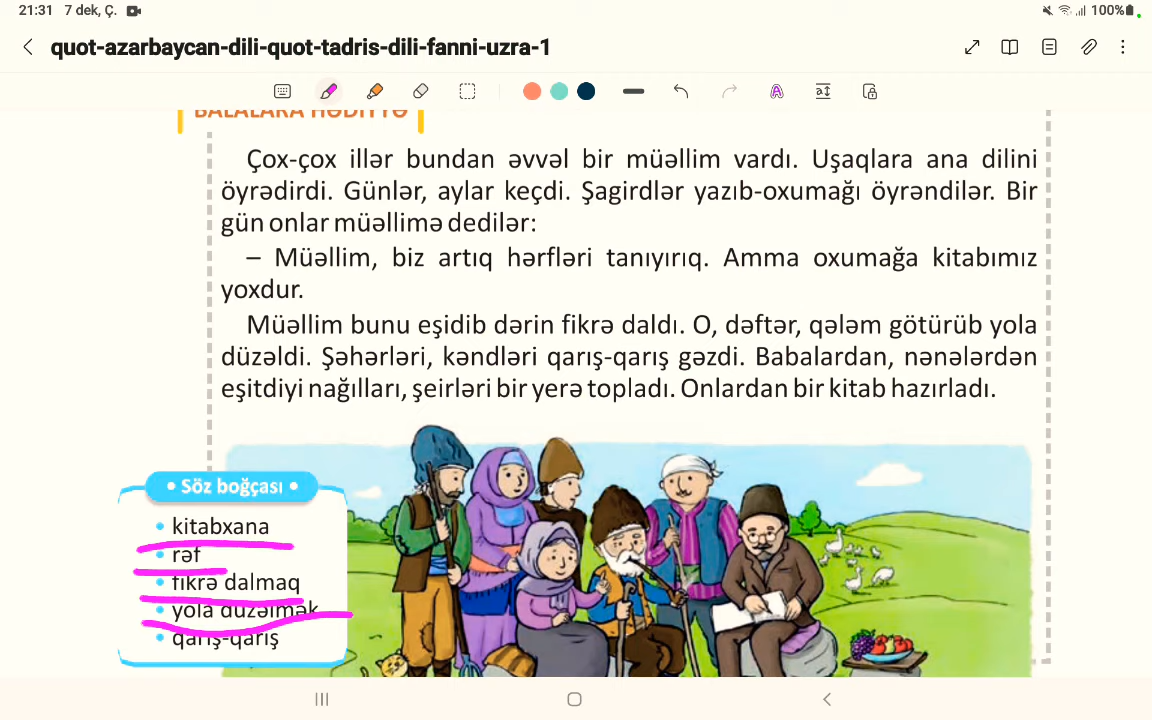 21:31 7 dek, Ç. 100%
quot-azarbaycan-dili-quot-tadris-dili-fanni-uzra-1
BALALARA HƏDİYYƏ
Çox-çox illər bundan əvvəl bir müəllim vardı. Uşaqlara ana dilini
öyrədirdi. Günlər, aylar keçdi. Şagirdlər yazıb-oxumağı öyrəndilər. Bir
gün onlar müəllimə dedilər:
– Müəllim, biz artıq hərfləri tanıyırıq. Amma oxumağa kitabımız
yoxdur.
Müəllim bunu eşidib dərin fikrə daldı. O, dəftər, qələm götürüb yola
düzəldi. Şəhərləri, kəndləri qarış-qarış gəzdi. Babalardan, nənələrdən
eşitdiyi nağılları, şeirləri bir yerə topladı. Onlardan bir kitab hazırladı.
• Söz boğçası •
• kitabxana
• rəf
• fikrə dalmaq
• yola düzəlmək
• qarış-qarış